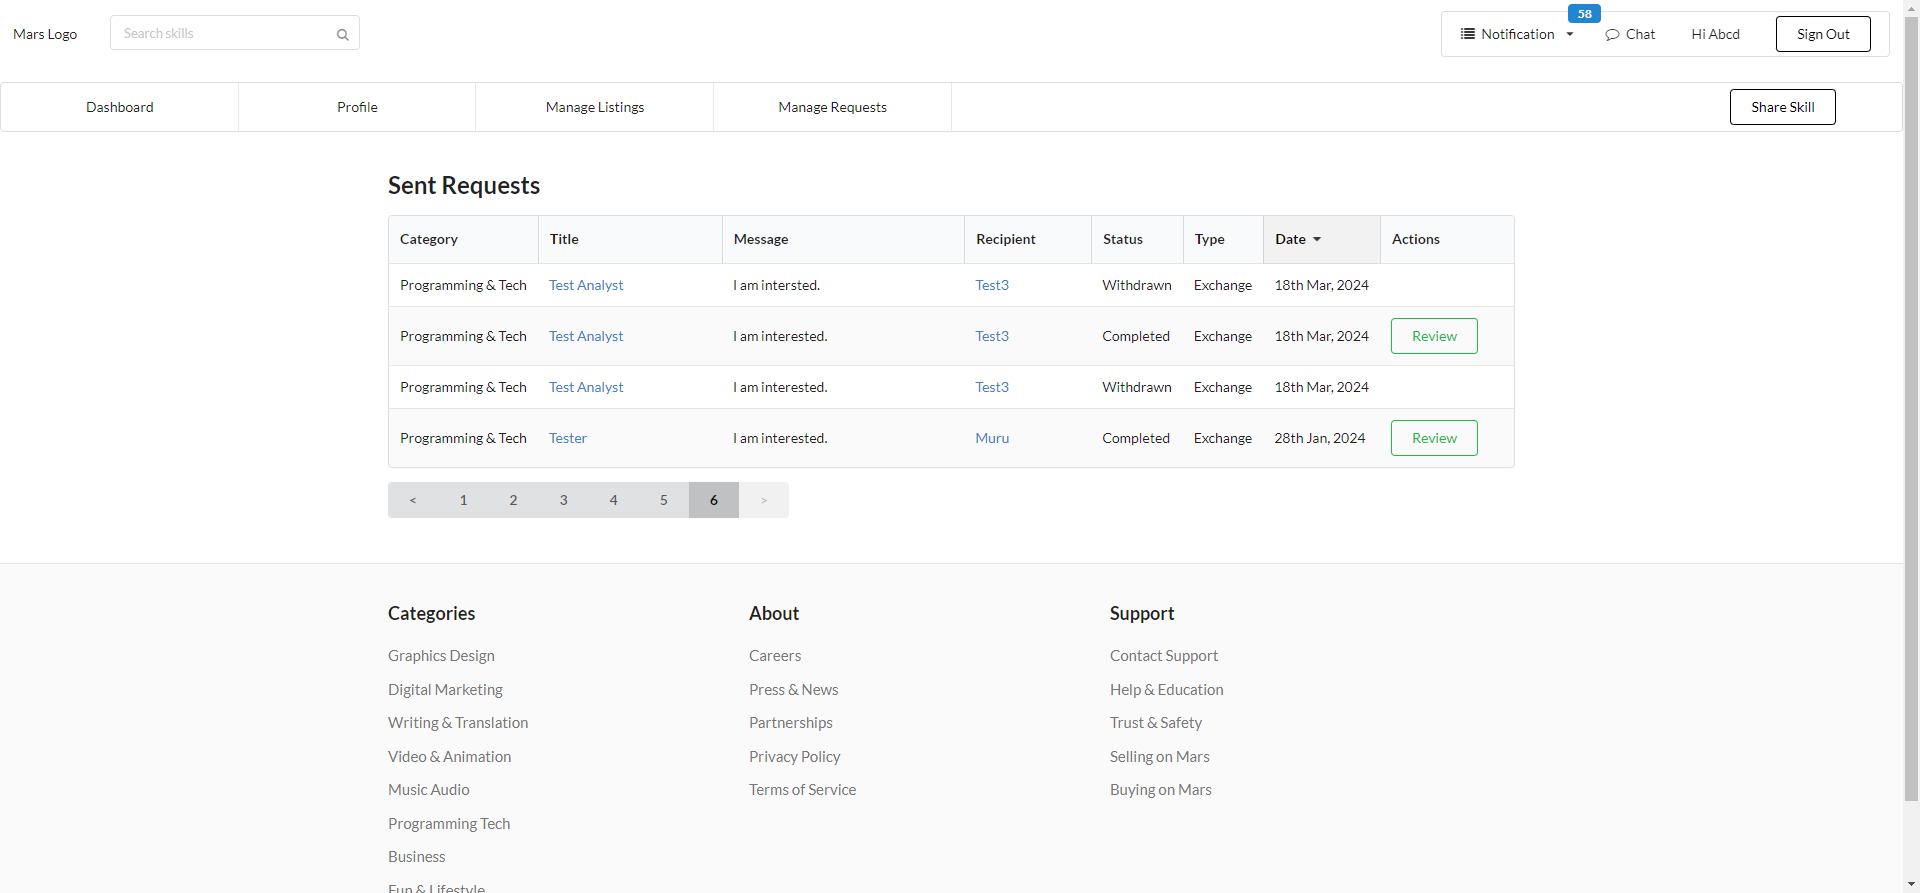 Mars Logo
Search skills
58
Notification
Chat
Hi Abcd
Sign Out
Dashboard Profile Manage Listings Manage Requests Share Skill
Sent Requests
Category Title Message Recipient Status Type Date Actions
Programming & Tech Test Analyst I am intersted. Test3 Withdrawn Exchange 18th Mar, 2024
Programming & Tech Test Analyst I am interested. Test3 Completed Exchange 18th Mar, 2024 Review
Programming & Tech Test Analyst I am interested. Test3 Withdrawn Exchange 18th Mar, 2024
Programming & Tech Tester I am interested. Muru Completed Exchange 28th Jan, 2024 Review
< 1 2 3 4 5 6 >
Categories
Graphics Design
Digital Marketing
Writing & Translation
Video & Animation
Music Audio
Programming Tech
Business
Fun & Lifestyle
About
Careers
Press & News
Partnerships
Privacy Policy
Terms of Service
Support
Contact Support
Help & Education
Trust & Safety
Selling on Mars
Buying on Mars